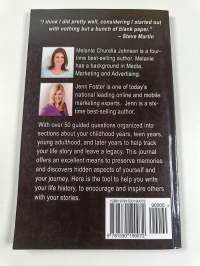 "I think I did pretty well, considering I started out
with nothing but a bunch of blank paper."
~ Steve Martin
Melanie Churella Johnson is a four-
time best-selling author. Melanie
has a background in Media,
Marketing and Advertising.
Jenn Foster is one of today's
national leading online and mobile
marketing experts. Jenn is a six-
time best-selling author.
With over 50 guided questions organized into
sections about your childhood years, teen years,
young adulthood, and later years to help track
your life story and leave a legacy. This journal
offers an excellent means to preserve memories
and discovers hidden aspects of yourself and
your journey. Here is the tool to help you write
your life history, to encourage and inspire others
with your stories.
90000